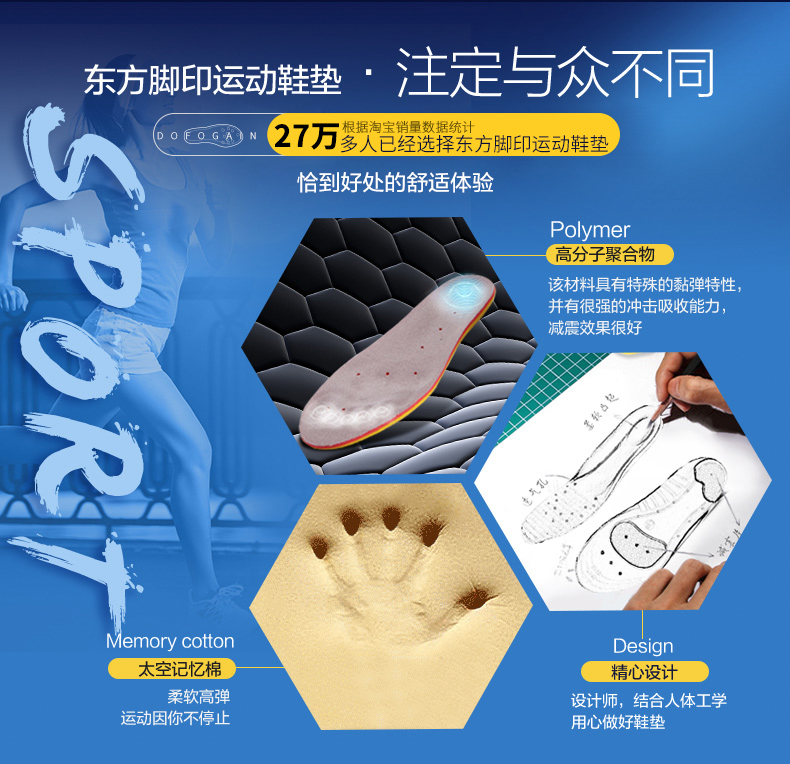 东方脚印运动鞋垫 · 注定与众不同
DOFOGAIN
27万 根据淘宝销量数据统计
多人已经选择东方脚印运动鞋垫
恰到好处的舒适体验
SPORT
Polymer
高分子聚合物
该材料具有特殊的黏弹特性，
并有很强的冲击吸收能力，
减震效果很好
透气孔
Memory cotton
太空记忆棉
柔软高弹
运动因你不停止
Design
精心设计
设计师，结合人体工学
用心做好鞋垫